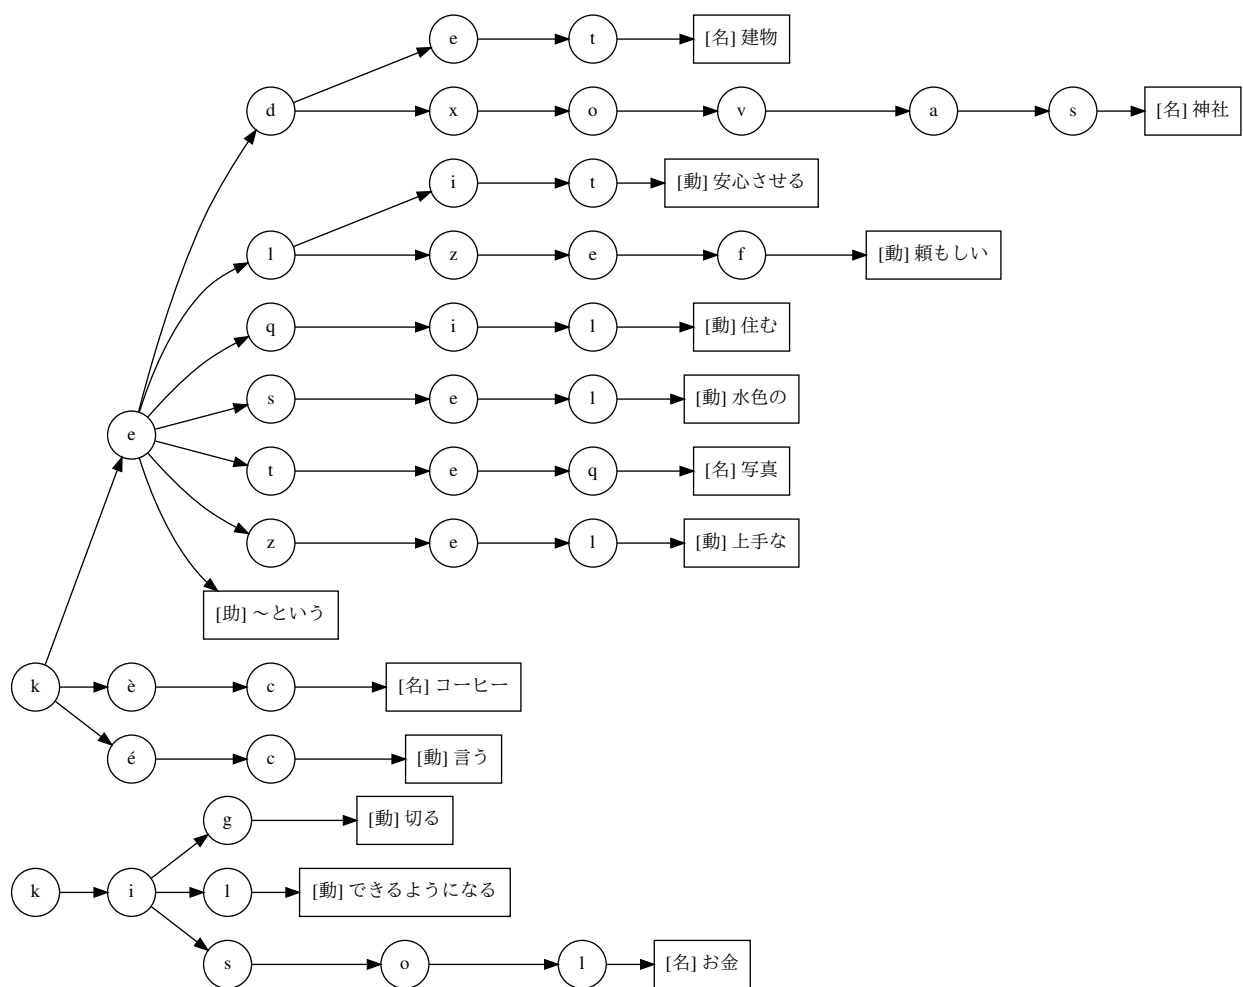 e t [名] 建物
d x o v a s [名] 神社
i t [動] 安心させる
l z e f [動] 頼もしい
q i l [動] 住む
s e l [動] 水色の
e
t e q [名] 写真
z e l [動] 上手な
[助] ～という
k è c [名] コーヒー
é c [動] 言う
g [動] 切る
k i l [動] できるようになる
s o l [名] お金